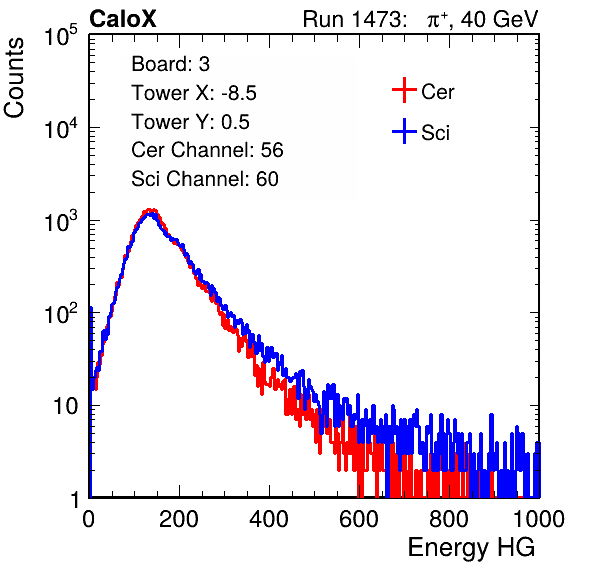 CaloX Run 1473: π⁺, 40 GeV
Counts
10⁵
10⁴
10³
10²
10
1
Board: 3
Tower X: -8.5
Tower Y: 0.5
Cer Channel: 56
Sci Channel: 60
Cer
Sci
0 200 400 600 800 1000
Energy HG